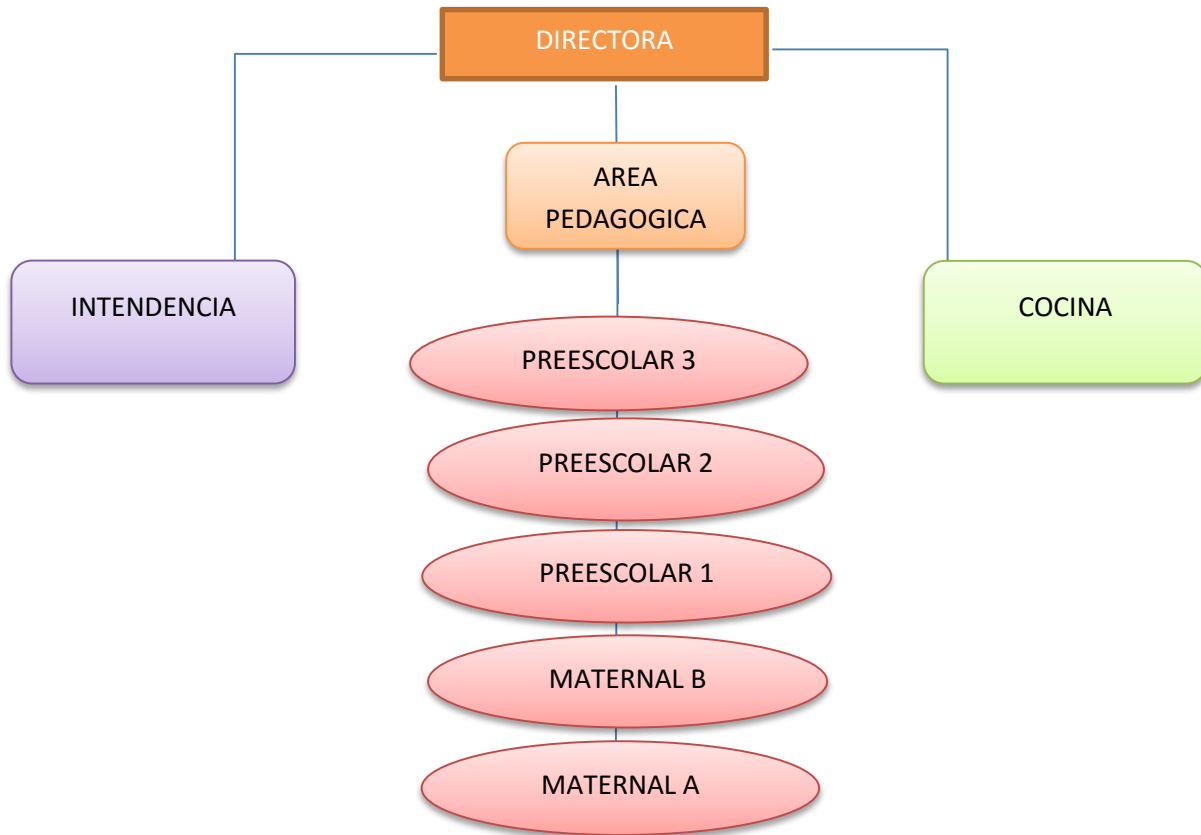 DIRECTORA
AREA
PEDAGOGICA
INTENDENCIA
COCINA
PREESCOLAR 3
PREESCOLAR 2
PREESCOLAR 1
MATERNAL B
MATERNAL A